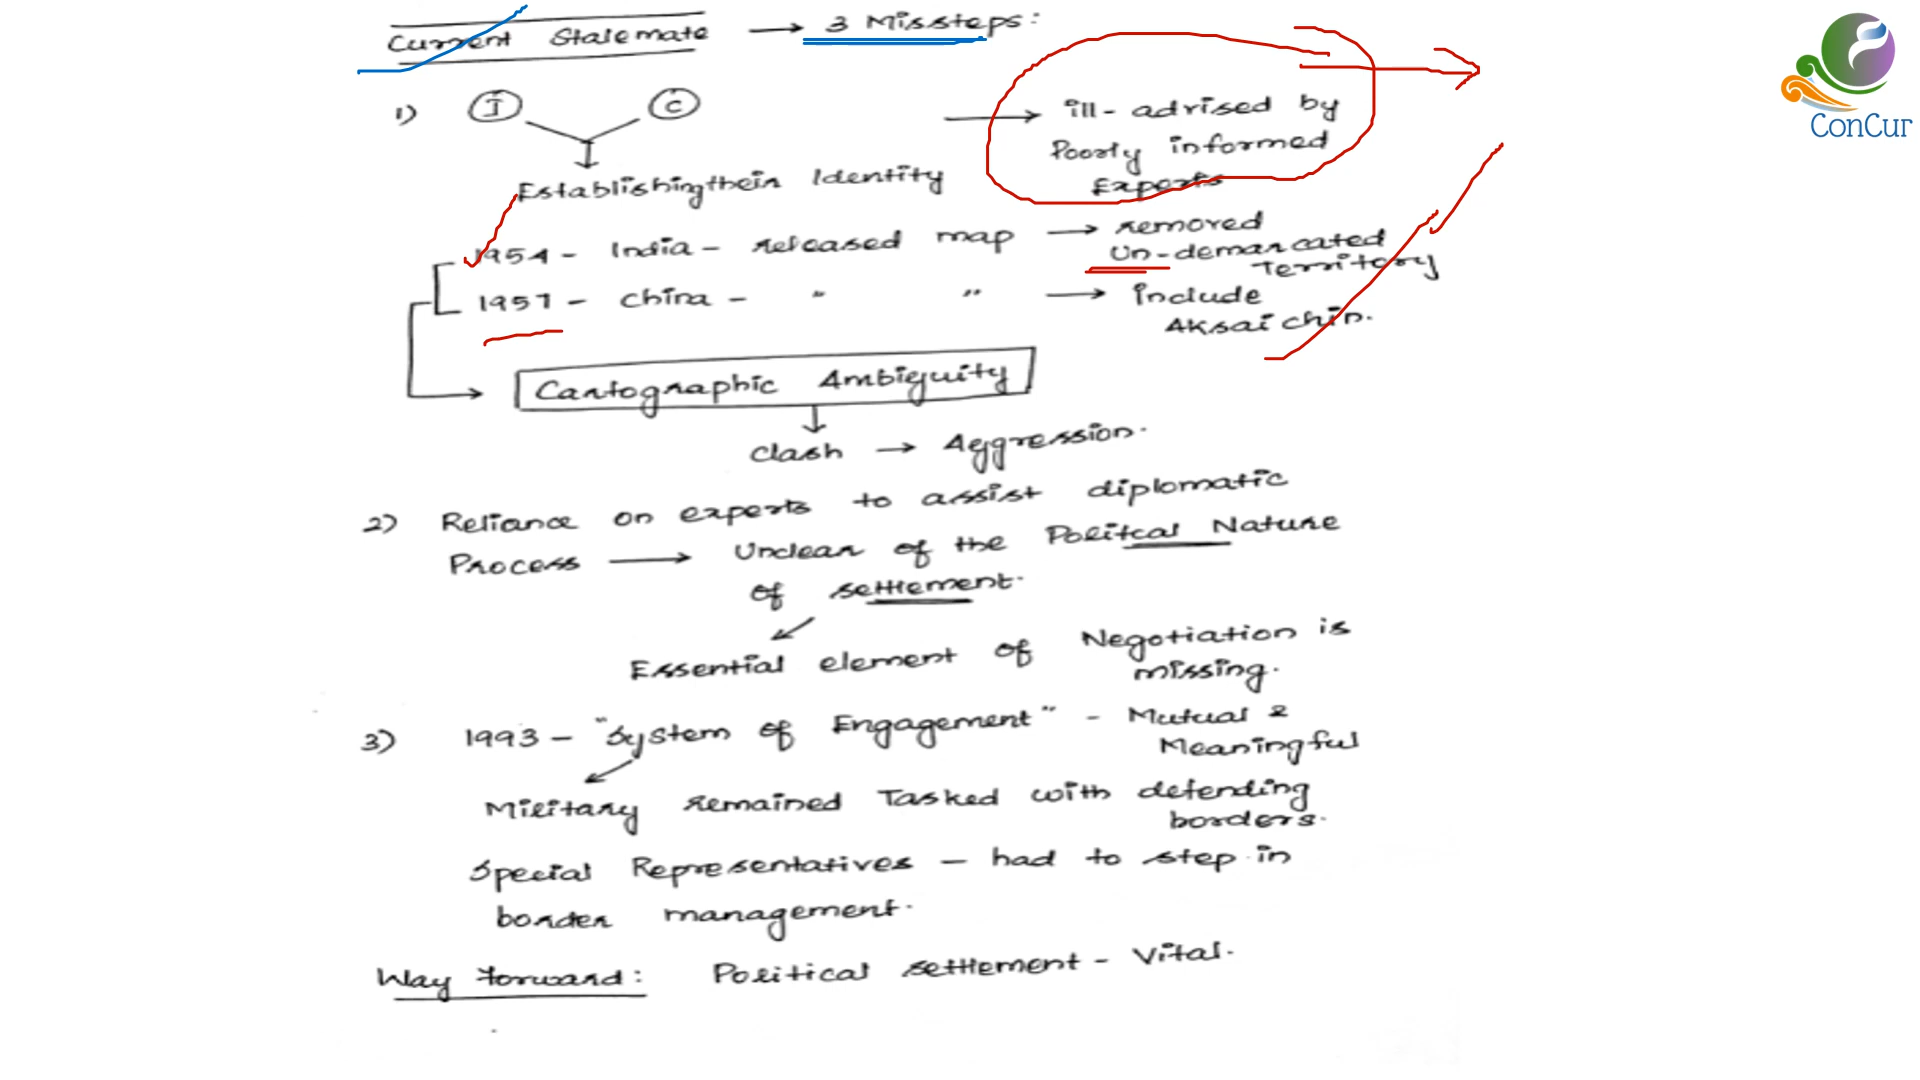 Current Stalemate → 3 Missteps:
1) I C → ill-advised by
Poorly informed
Experts
Establishing their Identity
1954 - India - released map → removed
Un-demarcated
Territory
1957 - China - " " → include
Aksai chin.
Cartographic Ambiguity
clash → Aggression.
2) Reliance on experts to assist diplomatic
Process → Unclear of the Politcal Nature
of settlement.
Essential element of Negotiation is
missing.
3) 1993 - "System of Engagement" - Mutual &
Meaningful
Military remained Tasked with defending
borders.
Special Representatives - had to step in
border management.
Way forward: Political settlement - Vital.
ConCur